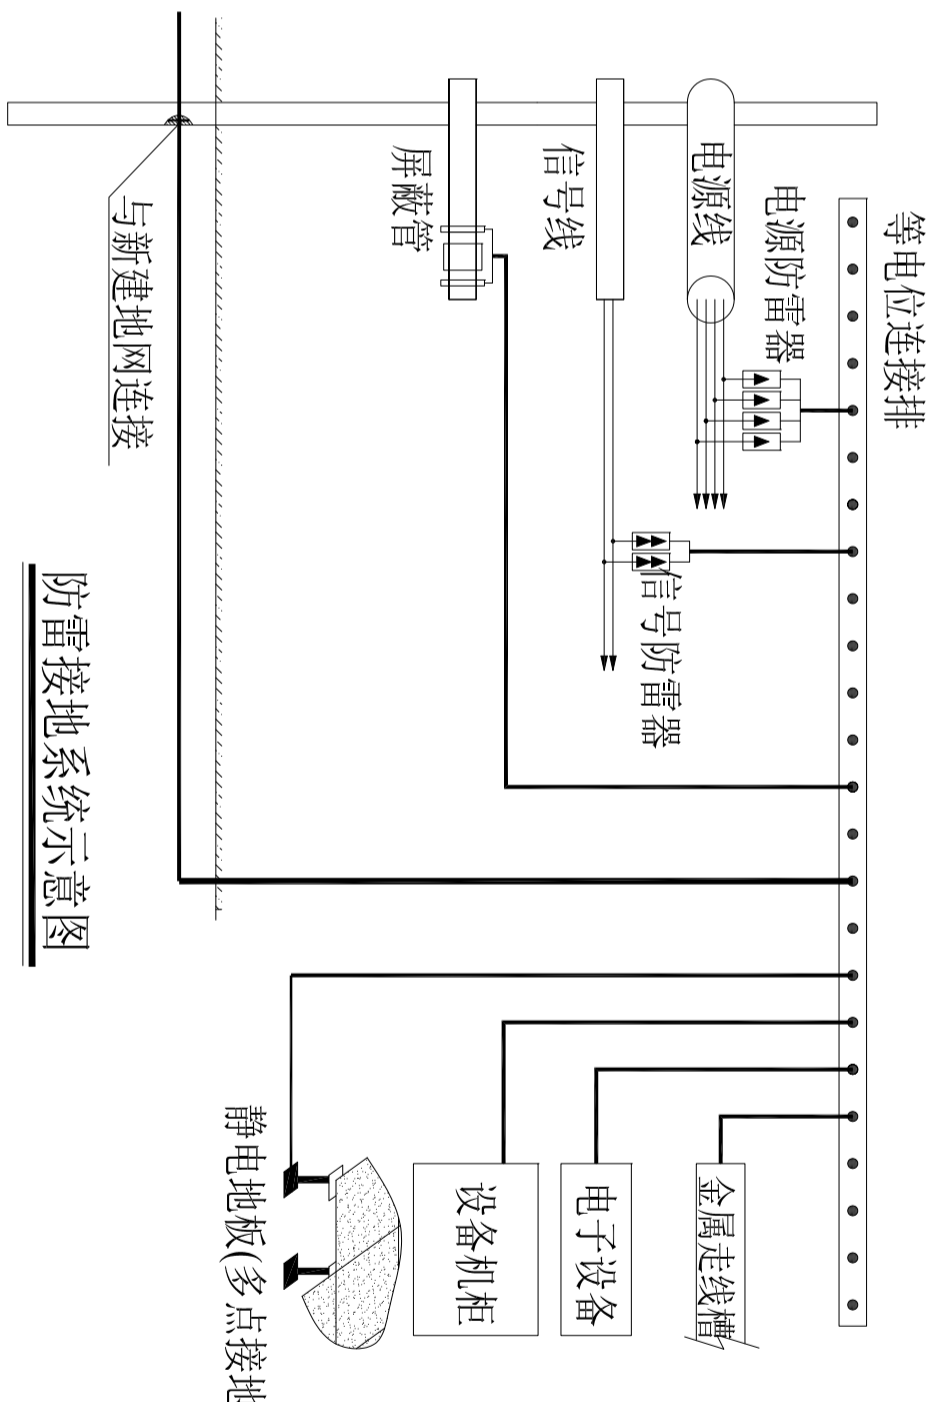 等电位连接排
电源防雷器
电源线
信号线
信号防雷器
屏蔽管
与新建地网连接
金属走线槽
电子设备
设备机柜
静电地板(多点接地
防雷接地系统示意图